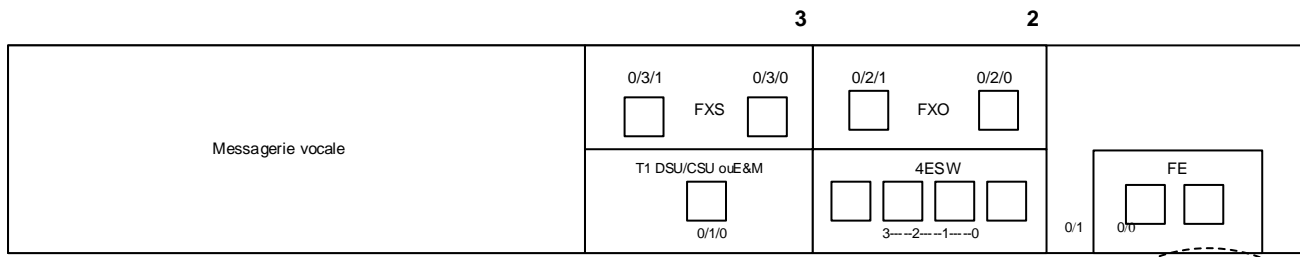 3 2
0/3/1 0/3/0 0/2/1 0/2/0
FXS FXO
Messagerie vocale
T1 DSU/CSU ouE&M 4ESW FE
0/1/0 3-----2-----1-----0 0/1 0/0